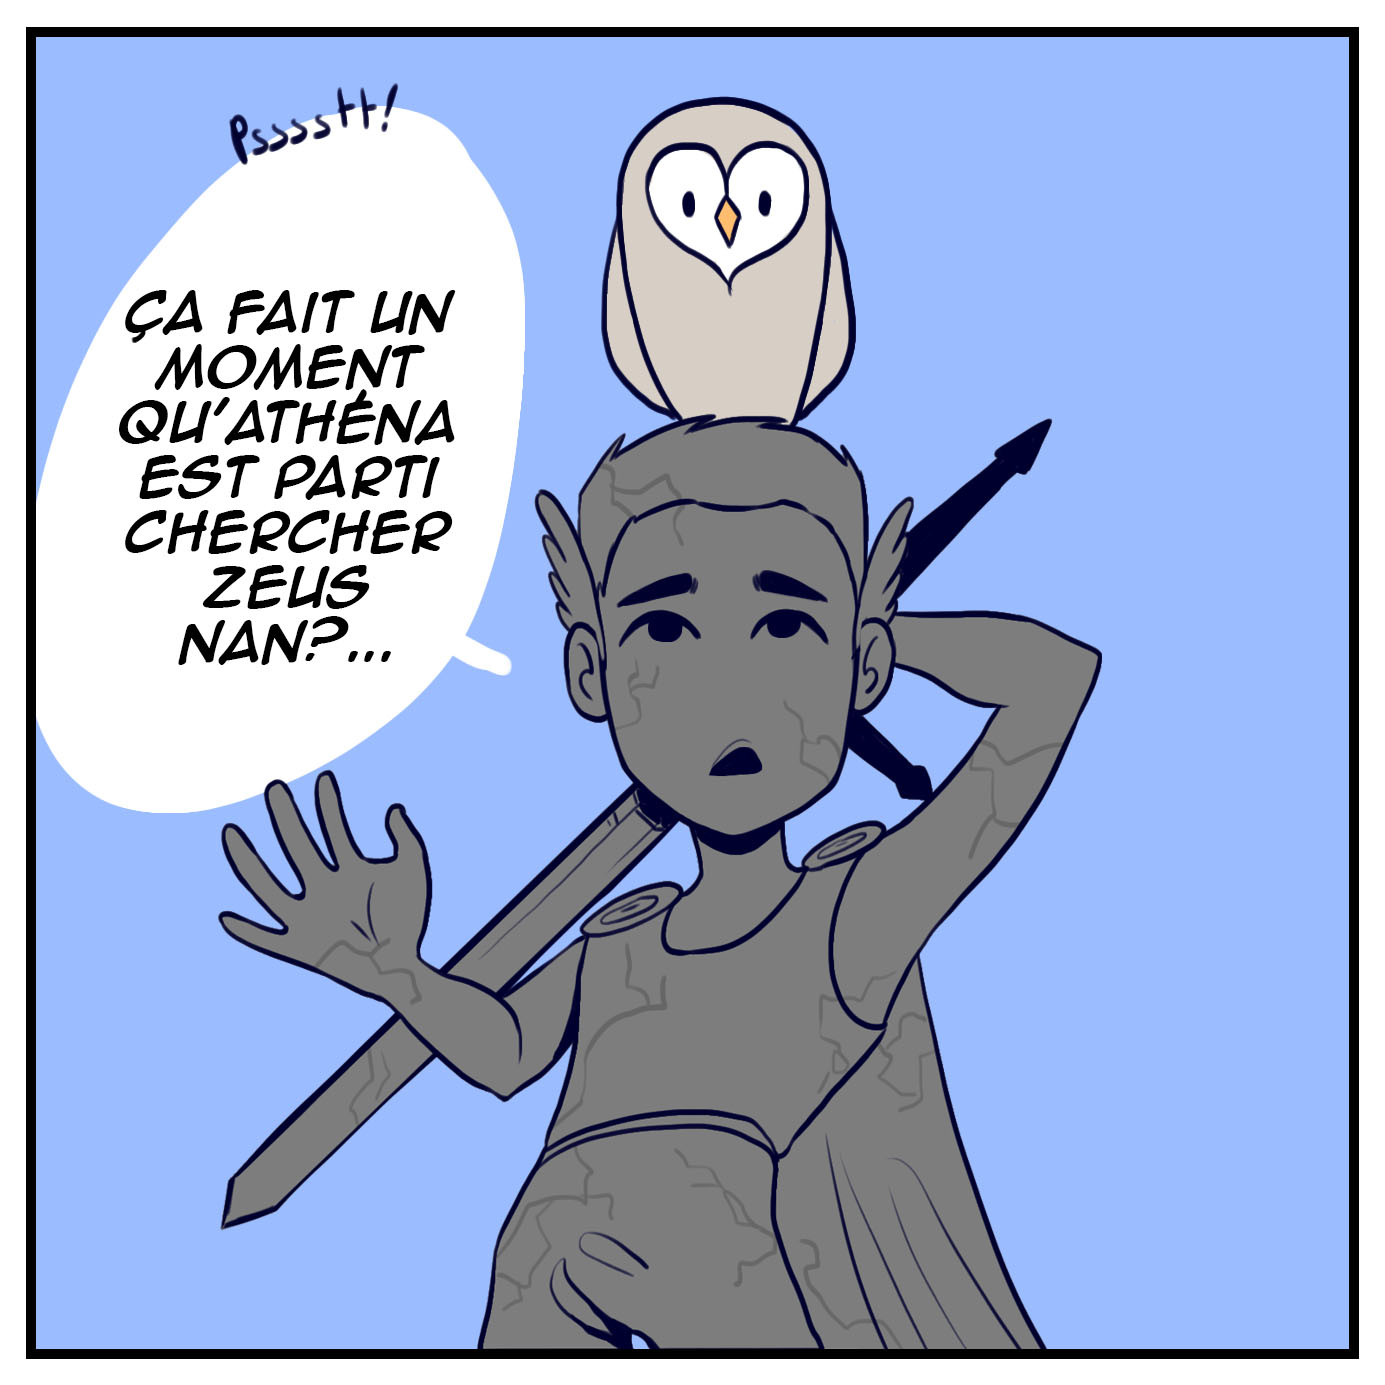 Psssstt!
ÇA FAIT UN
MOMENT
QU'ATHÉNA
EST PARTI
CHERCHER
ZEUS
NAN?...